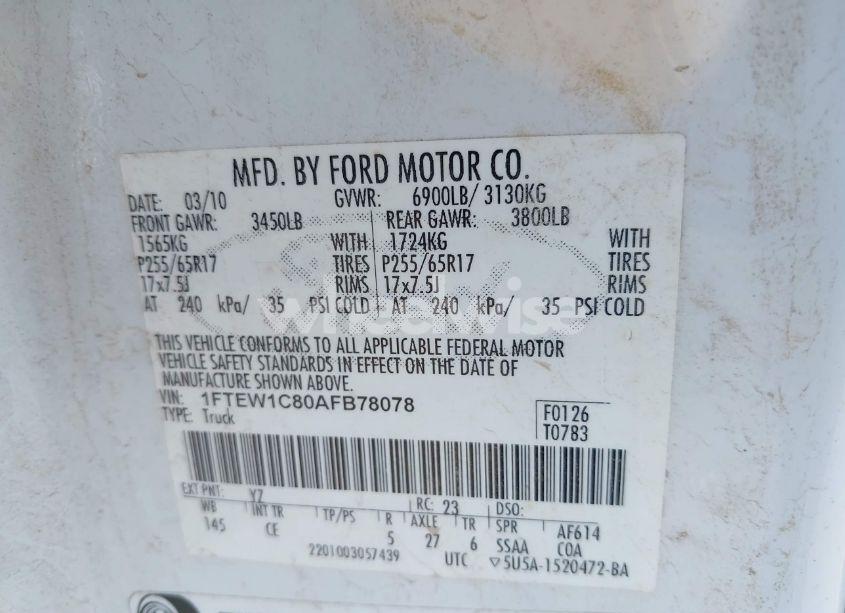 MFD. BY FORD MOTOR CO.
DATE: 03/10 GVWR: 6900LB/ 3130KG
FRONT GAWR: 3450LB REAR GAWR: 3800LB
1565KG WITH 1724KG WITH
P255/65R17 TIRES P255/65R17 TIRES
17x7.5J RIMS 17x7.5J RIMS
AT 240 kPa/ 35 PSI COLD AT 240 kPa/ 35 PSI COLD
wheelwise
THIS VEHICLE CONFORMS TO ALL APPLICABLE FEDERAL MOTOR
VEHICLE SAFETY STANDARDS IN EFFECT ON THE DATE OF
MANUFACTURE SHOWN ABOVE.
VIN: 1FTEW1C80AFB78078
TYPE: Truck
F0126
T0783
EXT PNT: YZ RC: 23 DSO:
WB INT TR TP/PS R AXLE TR SPR AF614
145 CE 5 27 6 SSAA COA
2201003057439 UTC ▽5U5A-1520472-BA